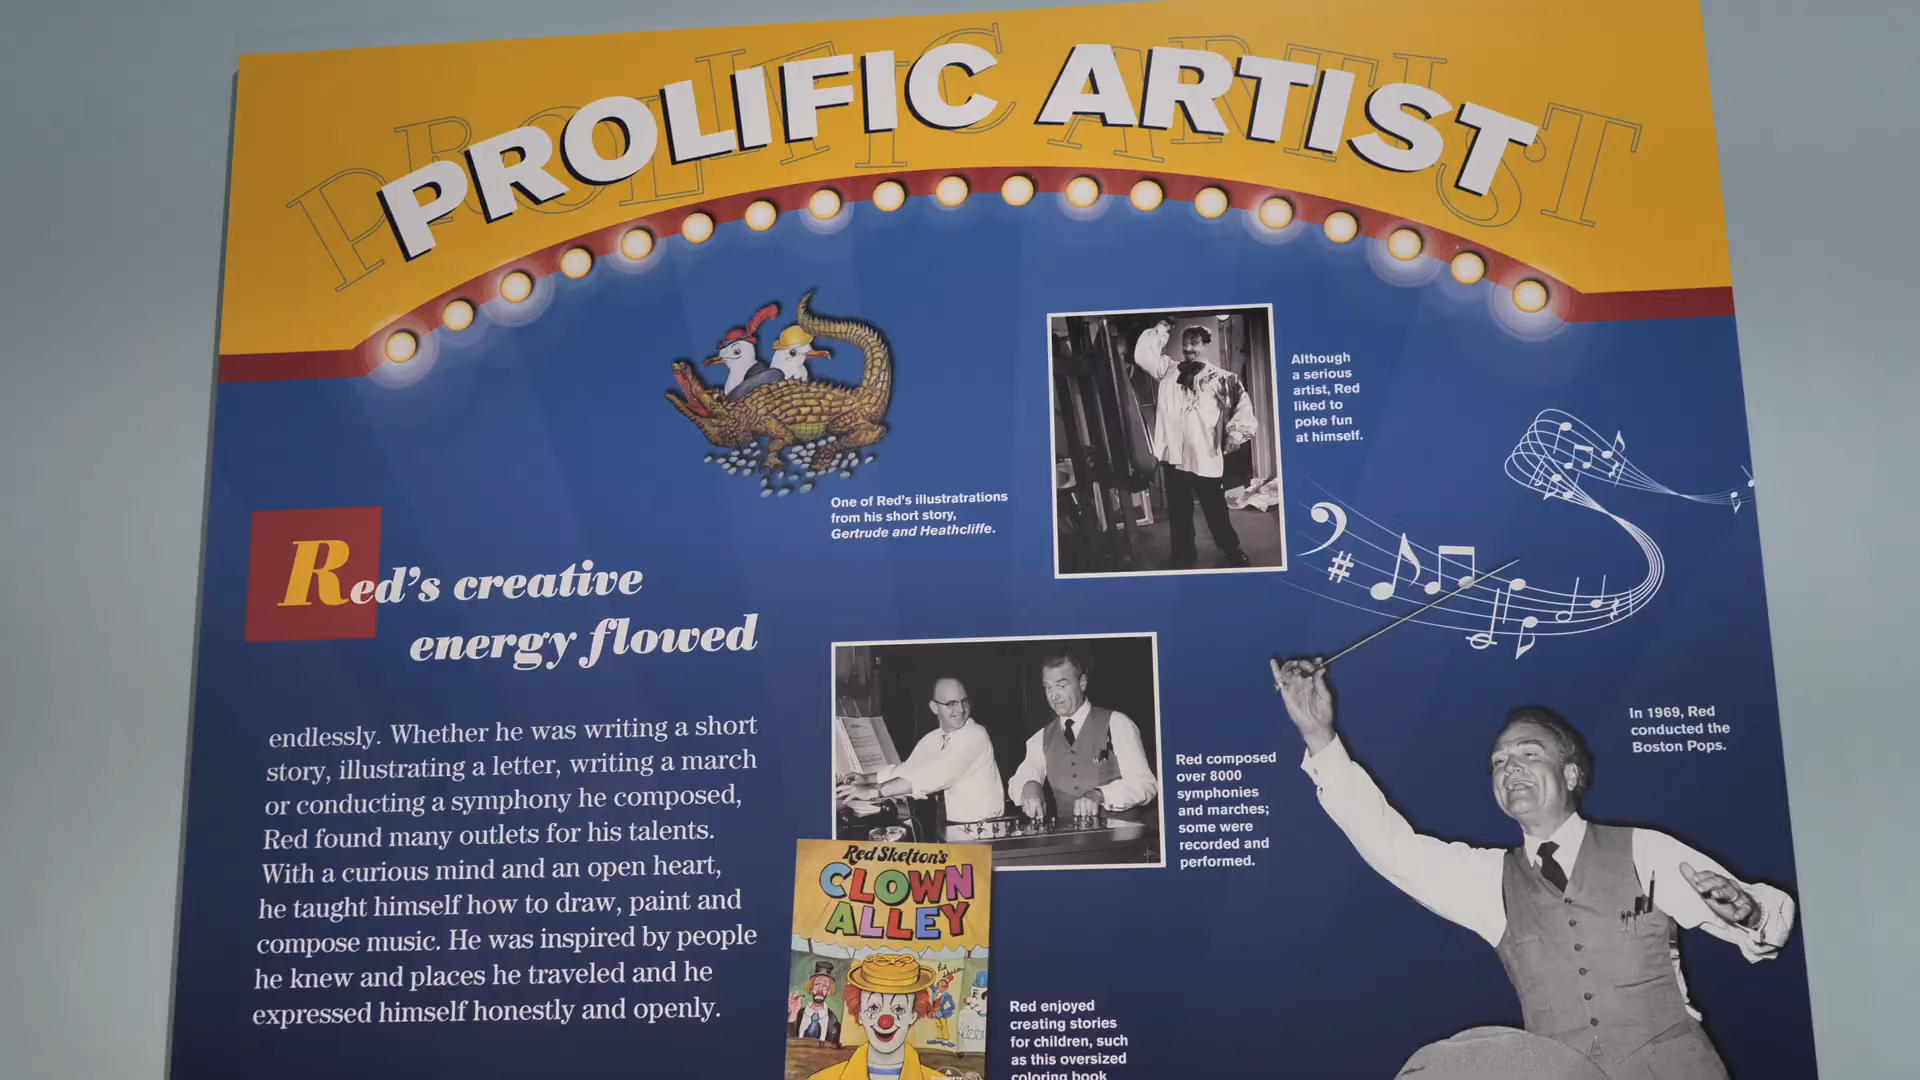 PROLIFIC ARTIST
Although
a serious
artist, Red
liked to
poke fun
at himself.
One of Red's illustratrations
from his short story,
Gertrude and Heathcliffe.
Red's creative
energy flowed
endlessly. Whether he was writing a short
story, illustrating a letter, writing a march
or conducting a symphony he composed,
Red found many outlets for his talents.
With a curious mind and an open heart,
he taught himself how to draw, paint and
compose music. He was inspired by people
he knew and places he traveled and he
expressed himself honestly and openly.
Red composed
over 8000
symphonies
and marches;
some were
recorded and
performed.
In 1969, Red
conducted the
Boston Pops.
Red Skelton's
CLOWN
ALLEY
Red enjoyed
creating stories
for children, such
as this oversized
coloring book